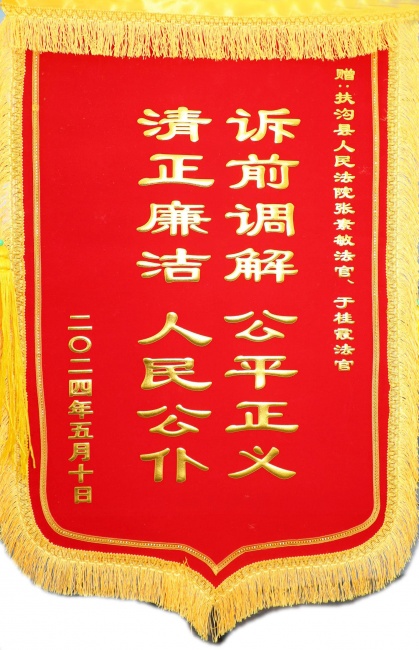 赠：扶沟县人民法院张素敏法官、于桂霞法官
诉前调解 公平正义
清正廉洁 人民公仆
二〇二四年五月十日